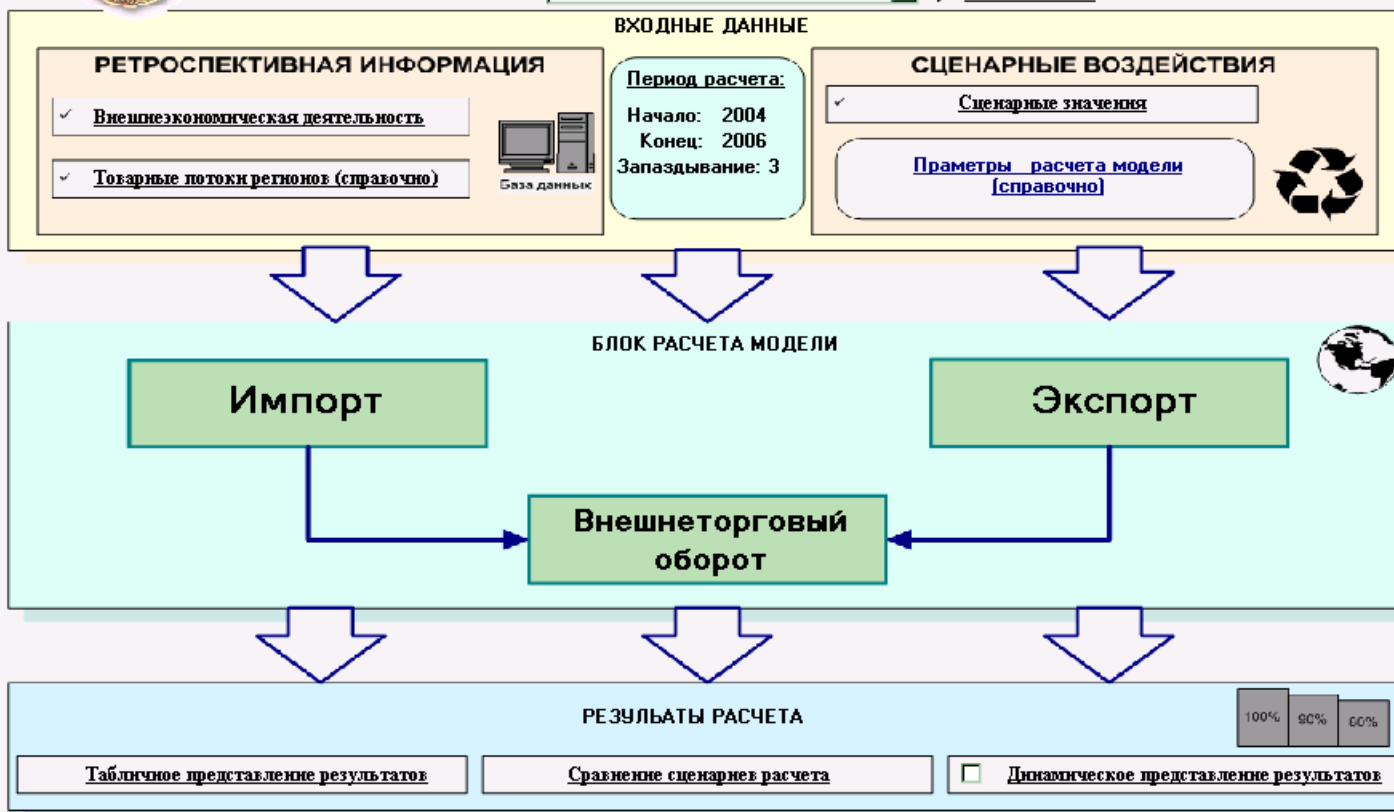 ВХОДНЫЕ ДАННЫЕ
РЕТРОСПЕКТИВНАЯ ИНФОРМАЦИЯ
Внешнеэкономическая деятельность
Товарные потоки регионов (справочно)
База данных
Период расчета:
Начало: 2004
Конец: 2006
Запаздывание: 3
СЦЕНАРНЫЕ ВОЗДЕЙСТВИЯ
Сценарные значения
Праметры расчета модели
(справочно)
БЛОК РАСЧЕТА МОДЕЛИ
Импорт
Экспорт
Внешнеторговый
оборот
РЕЗУЛЬАТЫ РАСЧЕТА
100% 90% 60%
Табличное представление результатов
Сравнение сценариев расчета
Динамическое представление результатов